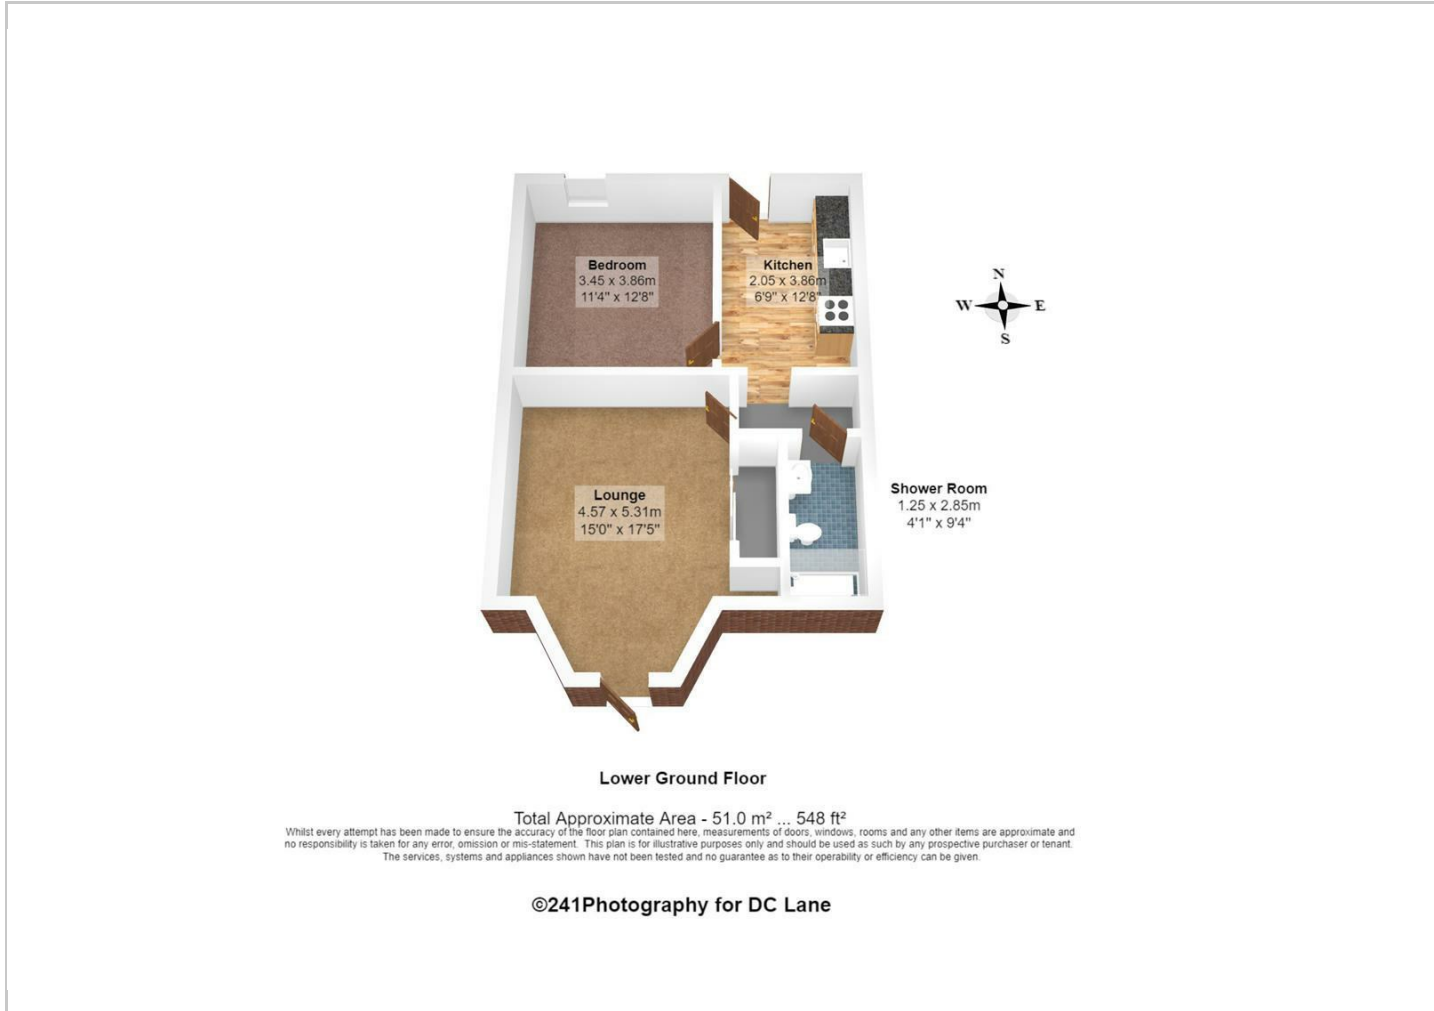 Bedroom
3.45 x 3.86m
11'4" x 12'8"
Kitchen
2.05 x 3.86m
6'9" x 12'8"
N
W E
S
Lounge
4.57 x 5.31m
15'0" x 17'5"
Shower Room
1.25 x 2.85m
4'1" x 9'4"
Lower Ground Floor
Total Approximate Area - 51.0 m² ... 548 ft²
Whilst every attempt has been made to ensure the accuracy of the floor plan contained here, measurements of doors, windows, rooms and any other items are approximate and
no responsibility is taken for any error, omission or mis-statement. This plan is for illustrative purposes only and should be used as such by any prospective purchaser or tenant.
The services, systems and appliances shown have not been tested and no guarantee as to their operability or efficiency can be given.
©241Photography for DC Lane